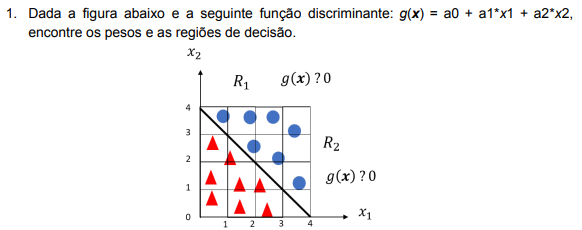 1. Dada a figura abaixo e a seguinte função discriminante: g(x) = a0 + a1*x1 + a2*x2,
encontre os pesos e as regiões de decisão.
x₂
R₁ g(x) ? 0
4
3
R₂
2
g(x) ? 0
1
0
x₁
1 2 3 4